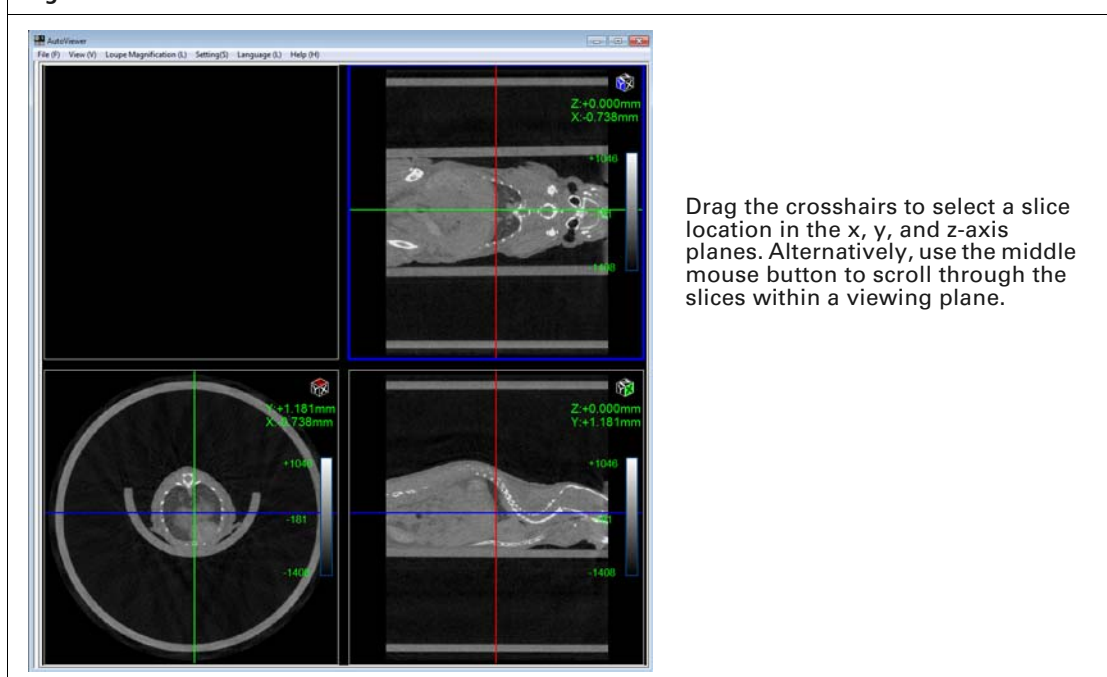 AutoViewer
File (F) View (V) Loupe Magnification (L) Setting(S) Language (L) Help (H)
Z:+0.000mm
X:-0.738mm
+1046
-1408
Y:+1.181mm
X:-0.738mm
+1046
-181
-1408
Z:+0.000mm
Y:+1.181mm
+1046
-1408
Drag the crosshairs to select a slice
location in the x, y, and z-axis
planes. Alternatively, use the middle
mouse button to scroll through the
slices within a viewing plane.